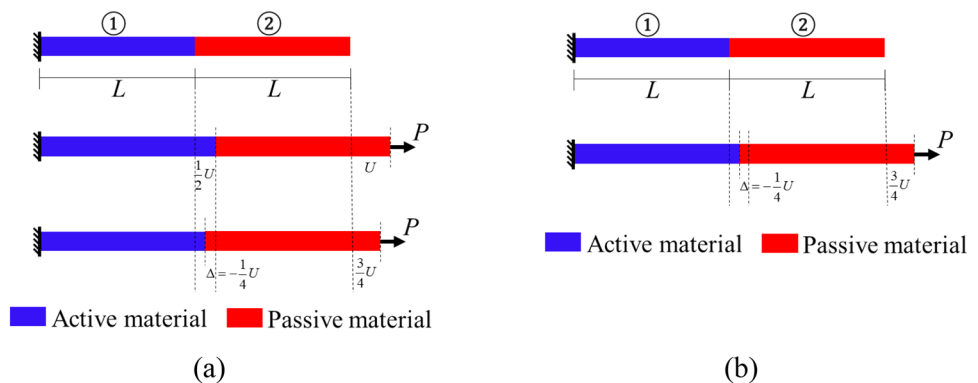 ① ②
L L
P
1/2 U U
P
Δ = -1/4 U 3/4 U
Active material Passive material
(a)
① ②
L L
P
Δ = -1/4 U 3/4 U
Active material Passive material
(b)